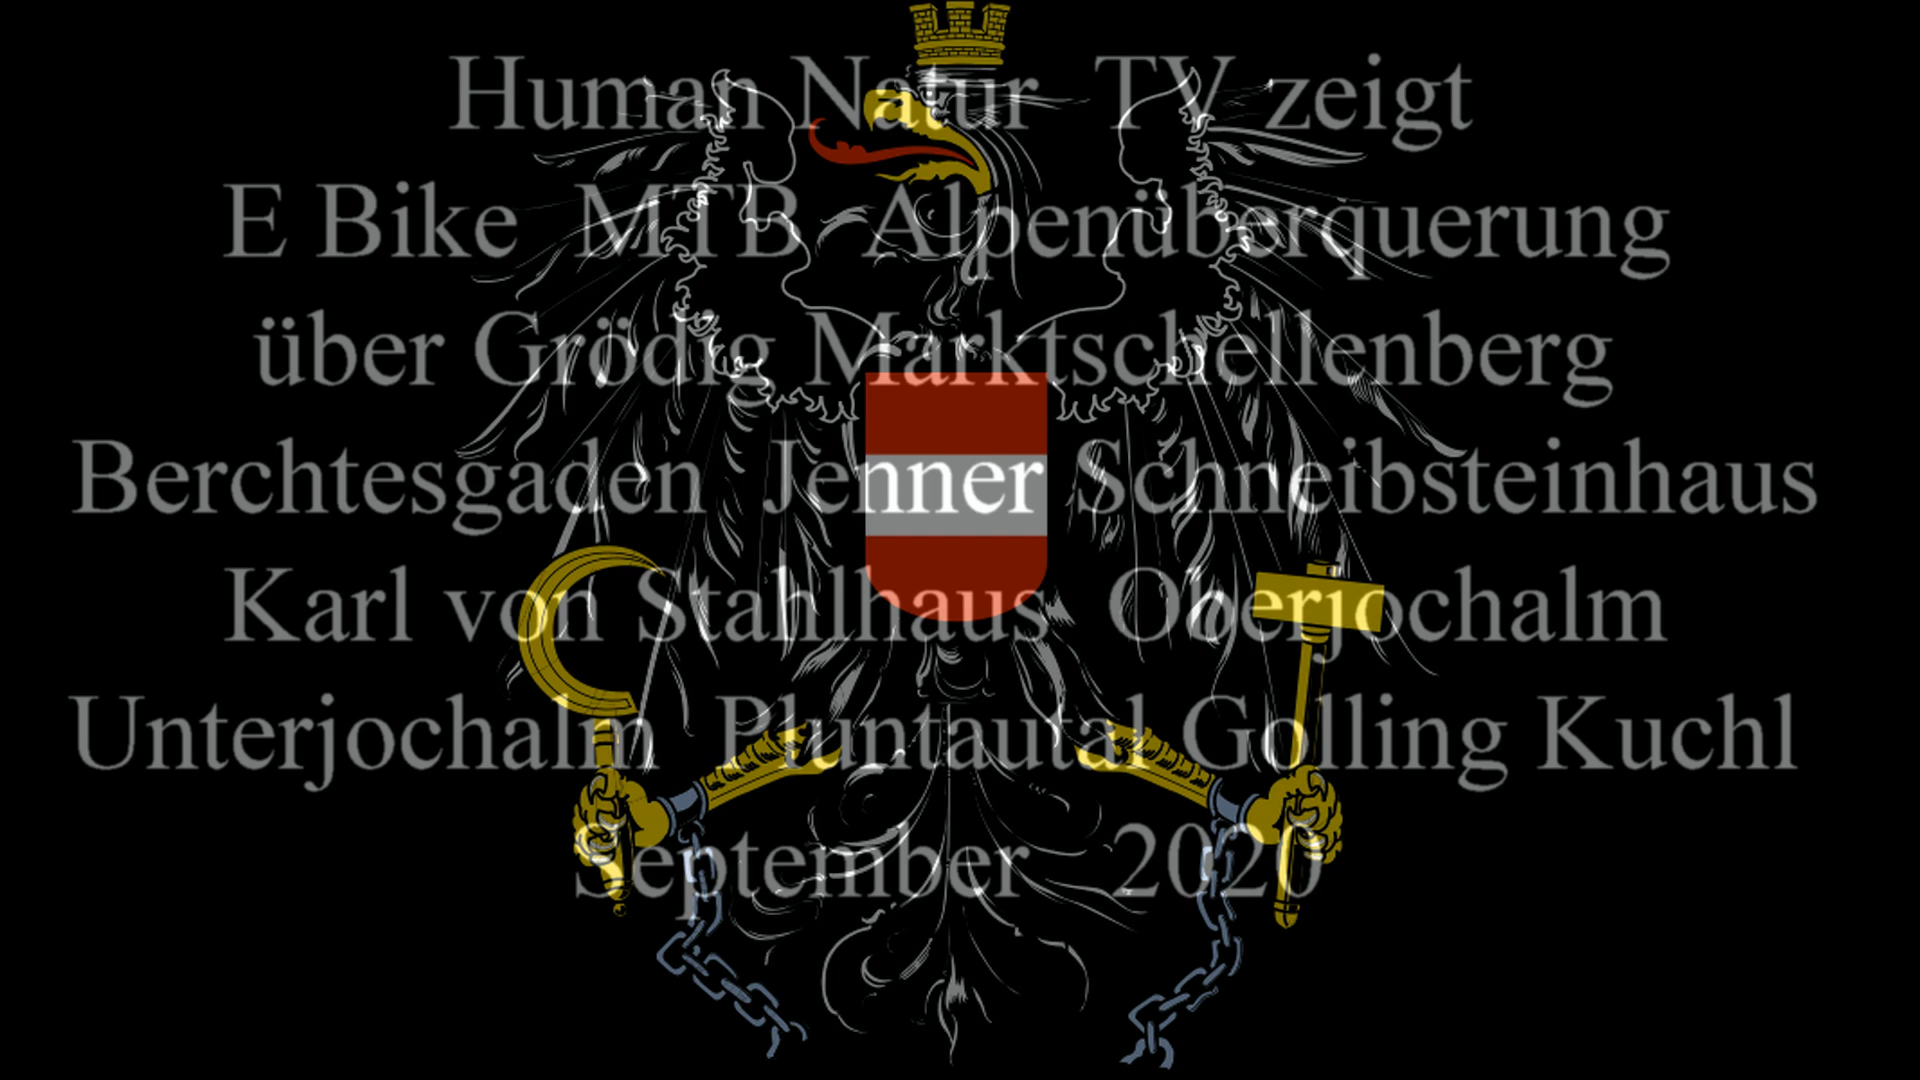 Human Natur TV zeigt
E Bike MTB Alpenüberquerung
über Grödig Marktschellenberg
Berchtesgaden Jenner Schneibsteinhaus
Karl von Stahlhaus Oberjochalm
Unterjochalm Pluntautal Golling Kuchl
September 2020